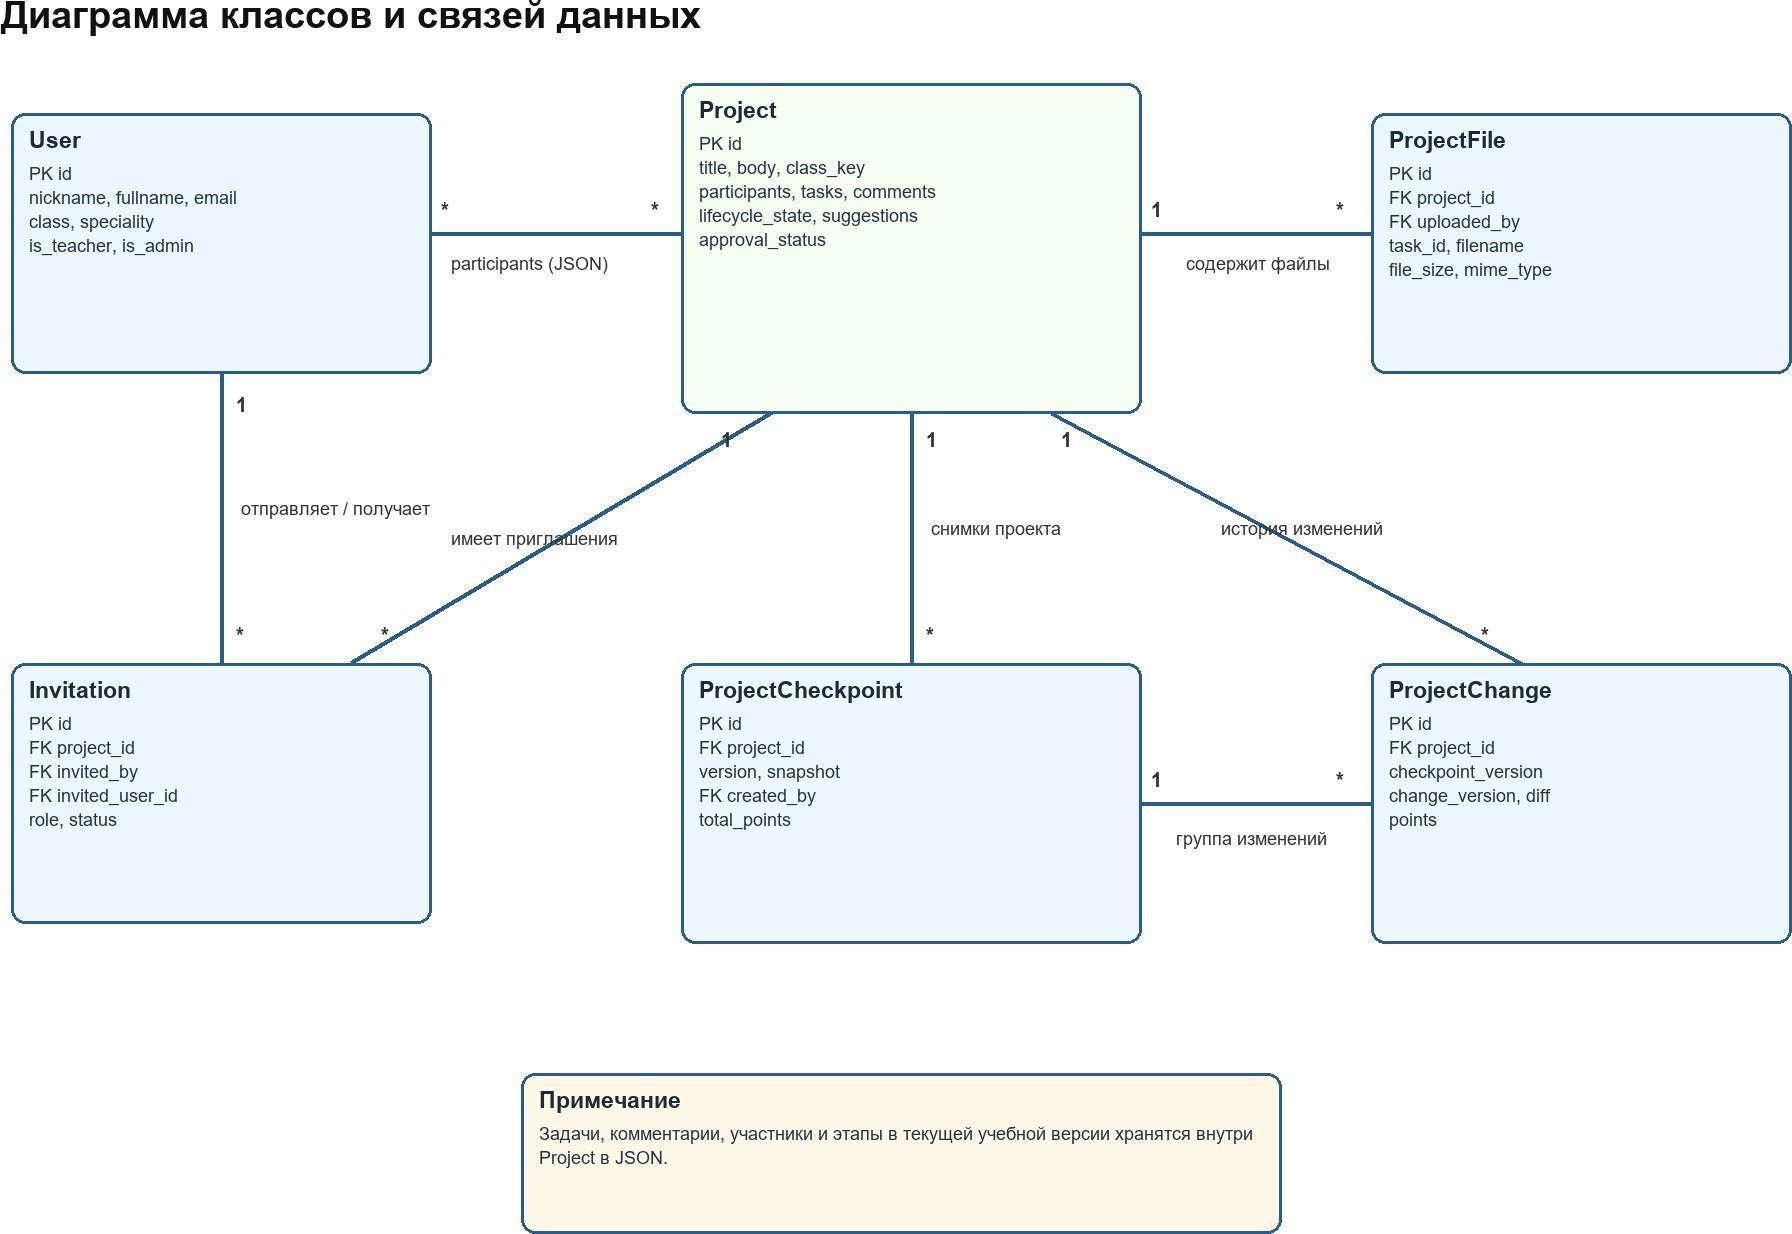 Диаграмма классов и связей данных
User
PK id
nickname, fullname, email
class, speciality
is_teacher, is_admin
*
*
participants (JSON)
Project
PK id
title, body, class_key
participants, tasks, comments
lifecycle_state, suggestions
approval_status
1
*
содержит файлы
ProjectFile
PK id
FK project_id
FK uploaded_by
task_id, filename
file_size, mime_type
1
отправляет / получает
*
1
имеет приглашения
*
1
снимки проекта
*
1
история изменений
*
Invitation
PK id
FK project_id
FK invited_by
FK invited_user_id
role, status
ProjectCheckpoint
PK id
FK project_id
version, snapshot
FK created_by
total_points
1
*
группа изменений
ProjectChange
PK id
FK project_id
checkpoint_version
change_version, diff
points
Примечание
Задачи, комментарии, участники и этапы в текущей учебной версии хранятся внутри
Project в JSON.